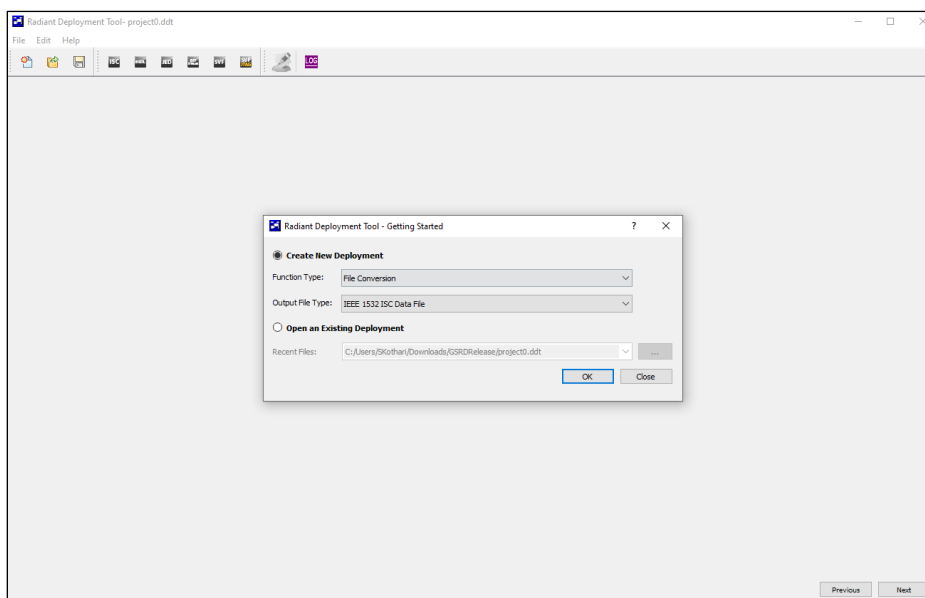 Radiant Deployment Tool- project0.ddt
File Edit Help
ISC JED SVF LOG
Radiant Deployment Tool - Getting Started
Create New Deployment
Function Type: File Conversion
Output File Type: IEEE 1532 ISC Data File
Open an Existing Deployment
Recent Files: C:/Users/SKothari/Downloads/GSRDRelease/project0.ddt ...
OK Close
Previous Next